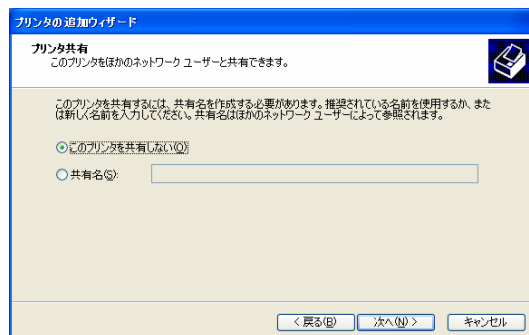 プリンタの追加ウィザード
プリンタ共有
このプリンタをほかのネットワーク ユーザーと共有できます。
このプリンタを共有するには、共有名を作成する必要があります。推奨されている名前を使用するか、また
は新しく名前を入力してください。共有名はほかのネットワーク ユーザーによって参照されます。
このプリンタを共有しない(O)
共有名(S):
< 戻る(B) 次へ(N) > キャンセル